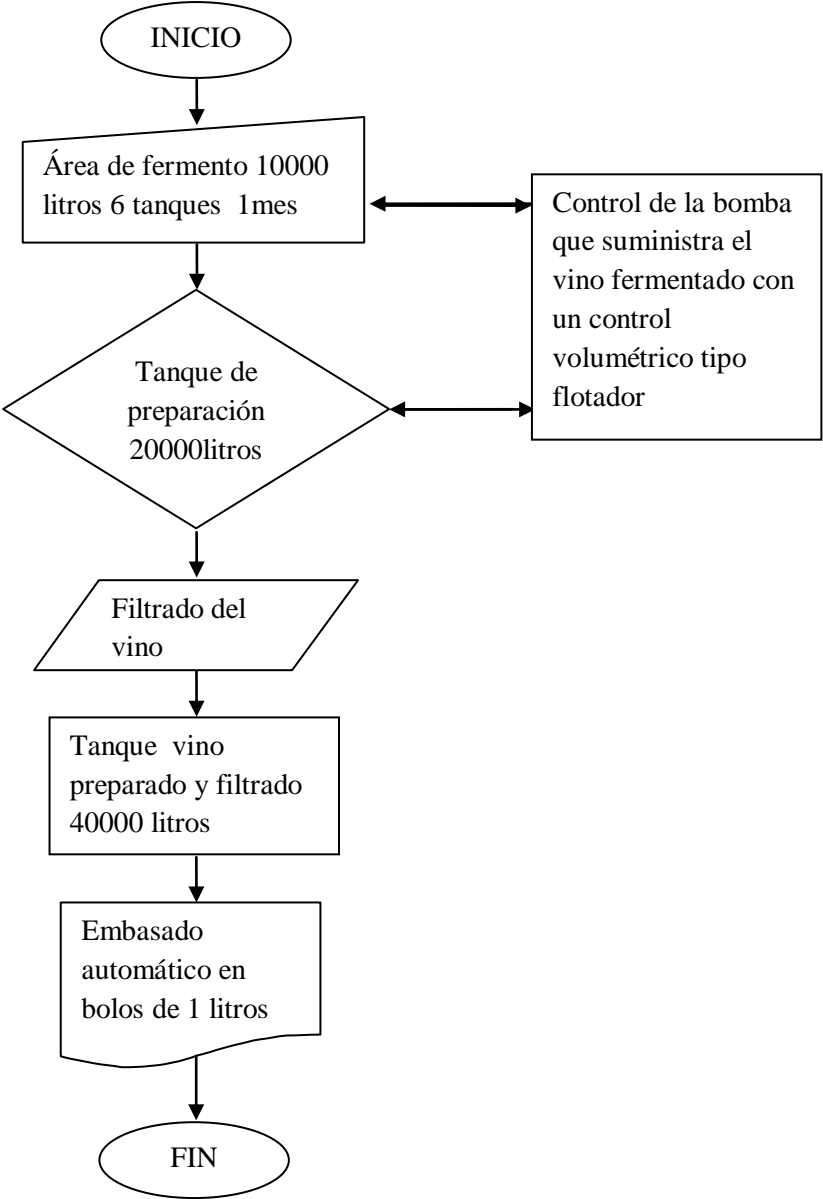 INICIO
Área de fermento 10000
litros 6 tanques  1mes
Control de la bomba
que suministra el
vino fermentado con
un control
volumétrico tipo
flotador
Tanque de
preparación
20000litros
Filtrado del
vino
Tanque  vino
preparado y filtrado
40000 litros
Embasado
automático en
bolos de 1 litros
FIN